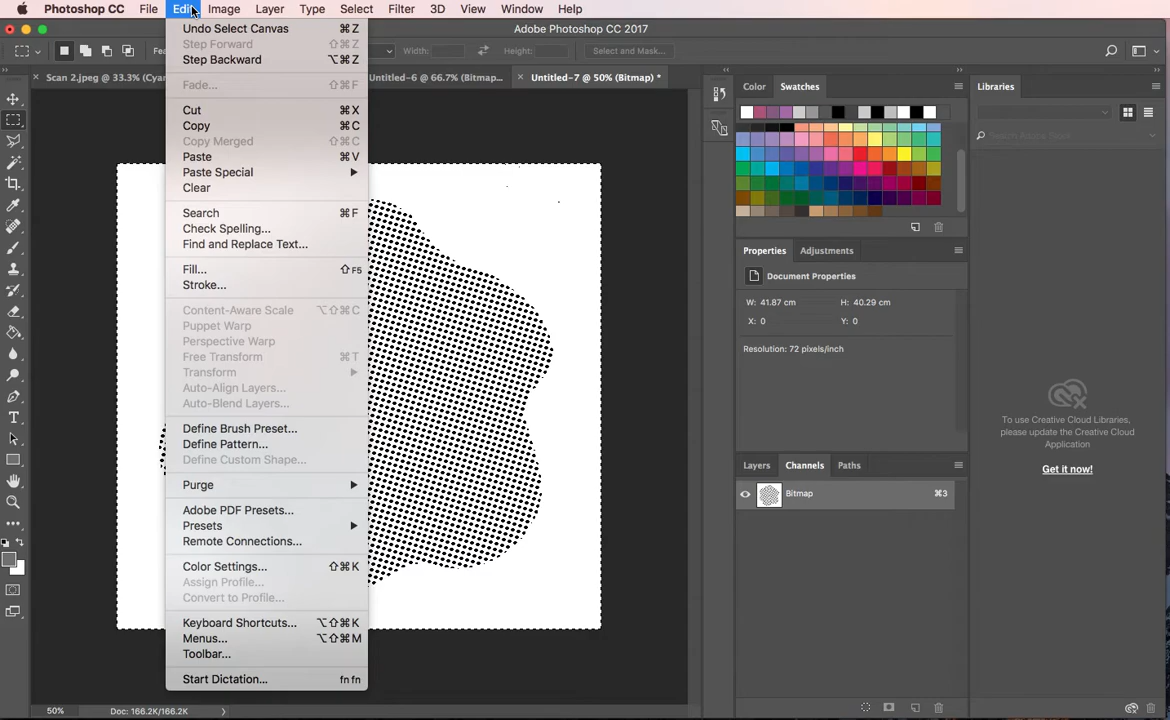 Photoshop CC File Edit Image Layer Type Select Filter 3D View Window Help
Adobe Photoshop CC 2017
Width: Height: Select and Mask...
Scan 2.jpeg @ 33.3% (Cyan Untitled-6 @ 66.7% (Bitmap... Untitled-7 @ 50% (Bitmap) *
Undo Select Canvas ⌘Z
Step Forward ⇧⌘Z
Step Backward ⌥⌘Z
Fade... ⇧⌘F
Cut ⌘X
Copy ⌘C
Copy Merged ⇧⌘C
Paste ⌘V
Paste Special
Clear
Search ⌘F
Check Spelling...
Find and Replace Text...
Fill... ⇧F5
Stroke...
Content-Aware Scale ⌥⇧⌘C
Puppet Warp
Perspective Warp
Free Transform ⌘T
Transform
Auto-Align Layers...
Auto-Blend Layers...
Define Brush Preset...
Define Pattern...
Define Custom Shape...
Purge
Adobe PDF Presets...
Presets
Remote Connections...
Color Settings... ⇧⌘K
Assign Profile...
Convert to Profile...
Keyboard Shortcuts... ⌥⇧⌘K
Menus... ⌥⇧⌘M
Toolbar...
Start Dictation... fn fn
50% Doc: 166.2K/166.2K
Color Swatches
Properties Adjustments
Document Properties
W: 41.87 cm H: 40.29 cm
X: 0 Y: 0
Resolution: 72 pixels/inch
Layers Channels Paths
Bitmap ⌘3
Libraries
Search Adobe Stock
To use Creative Cloud Libraries,
please update the Creative Cloud
Application
Get it now!